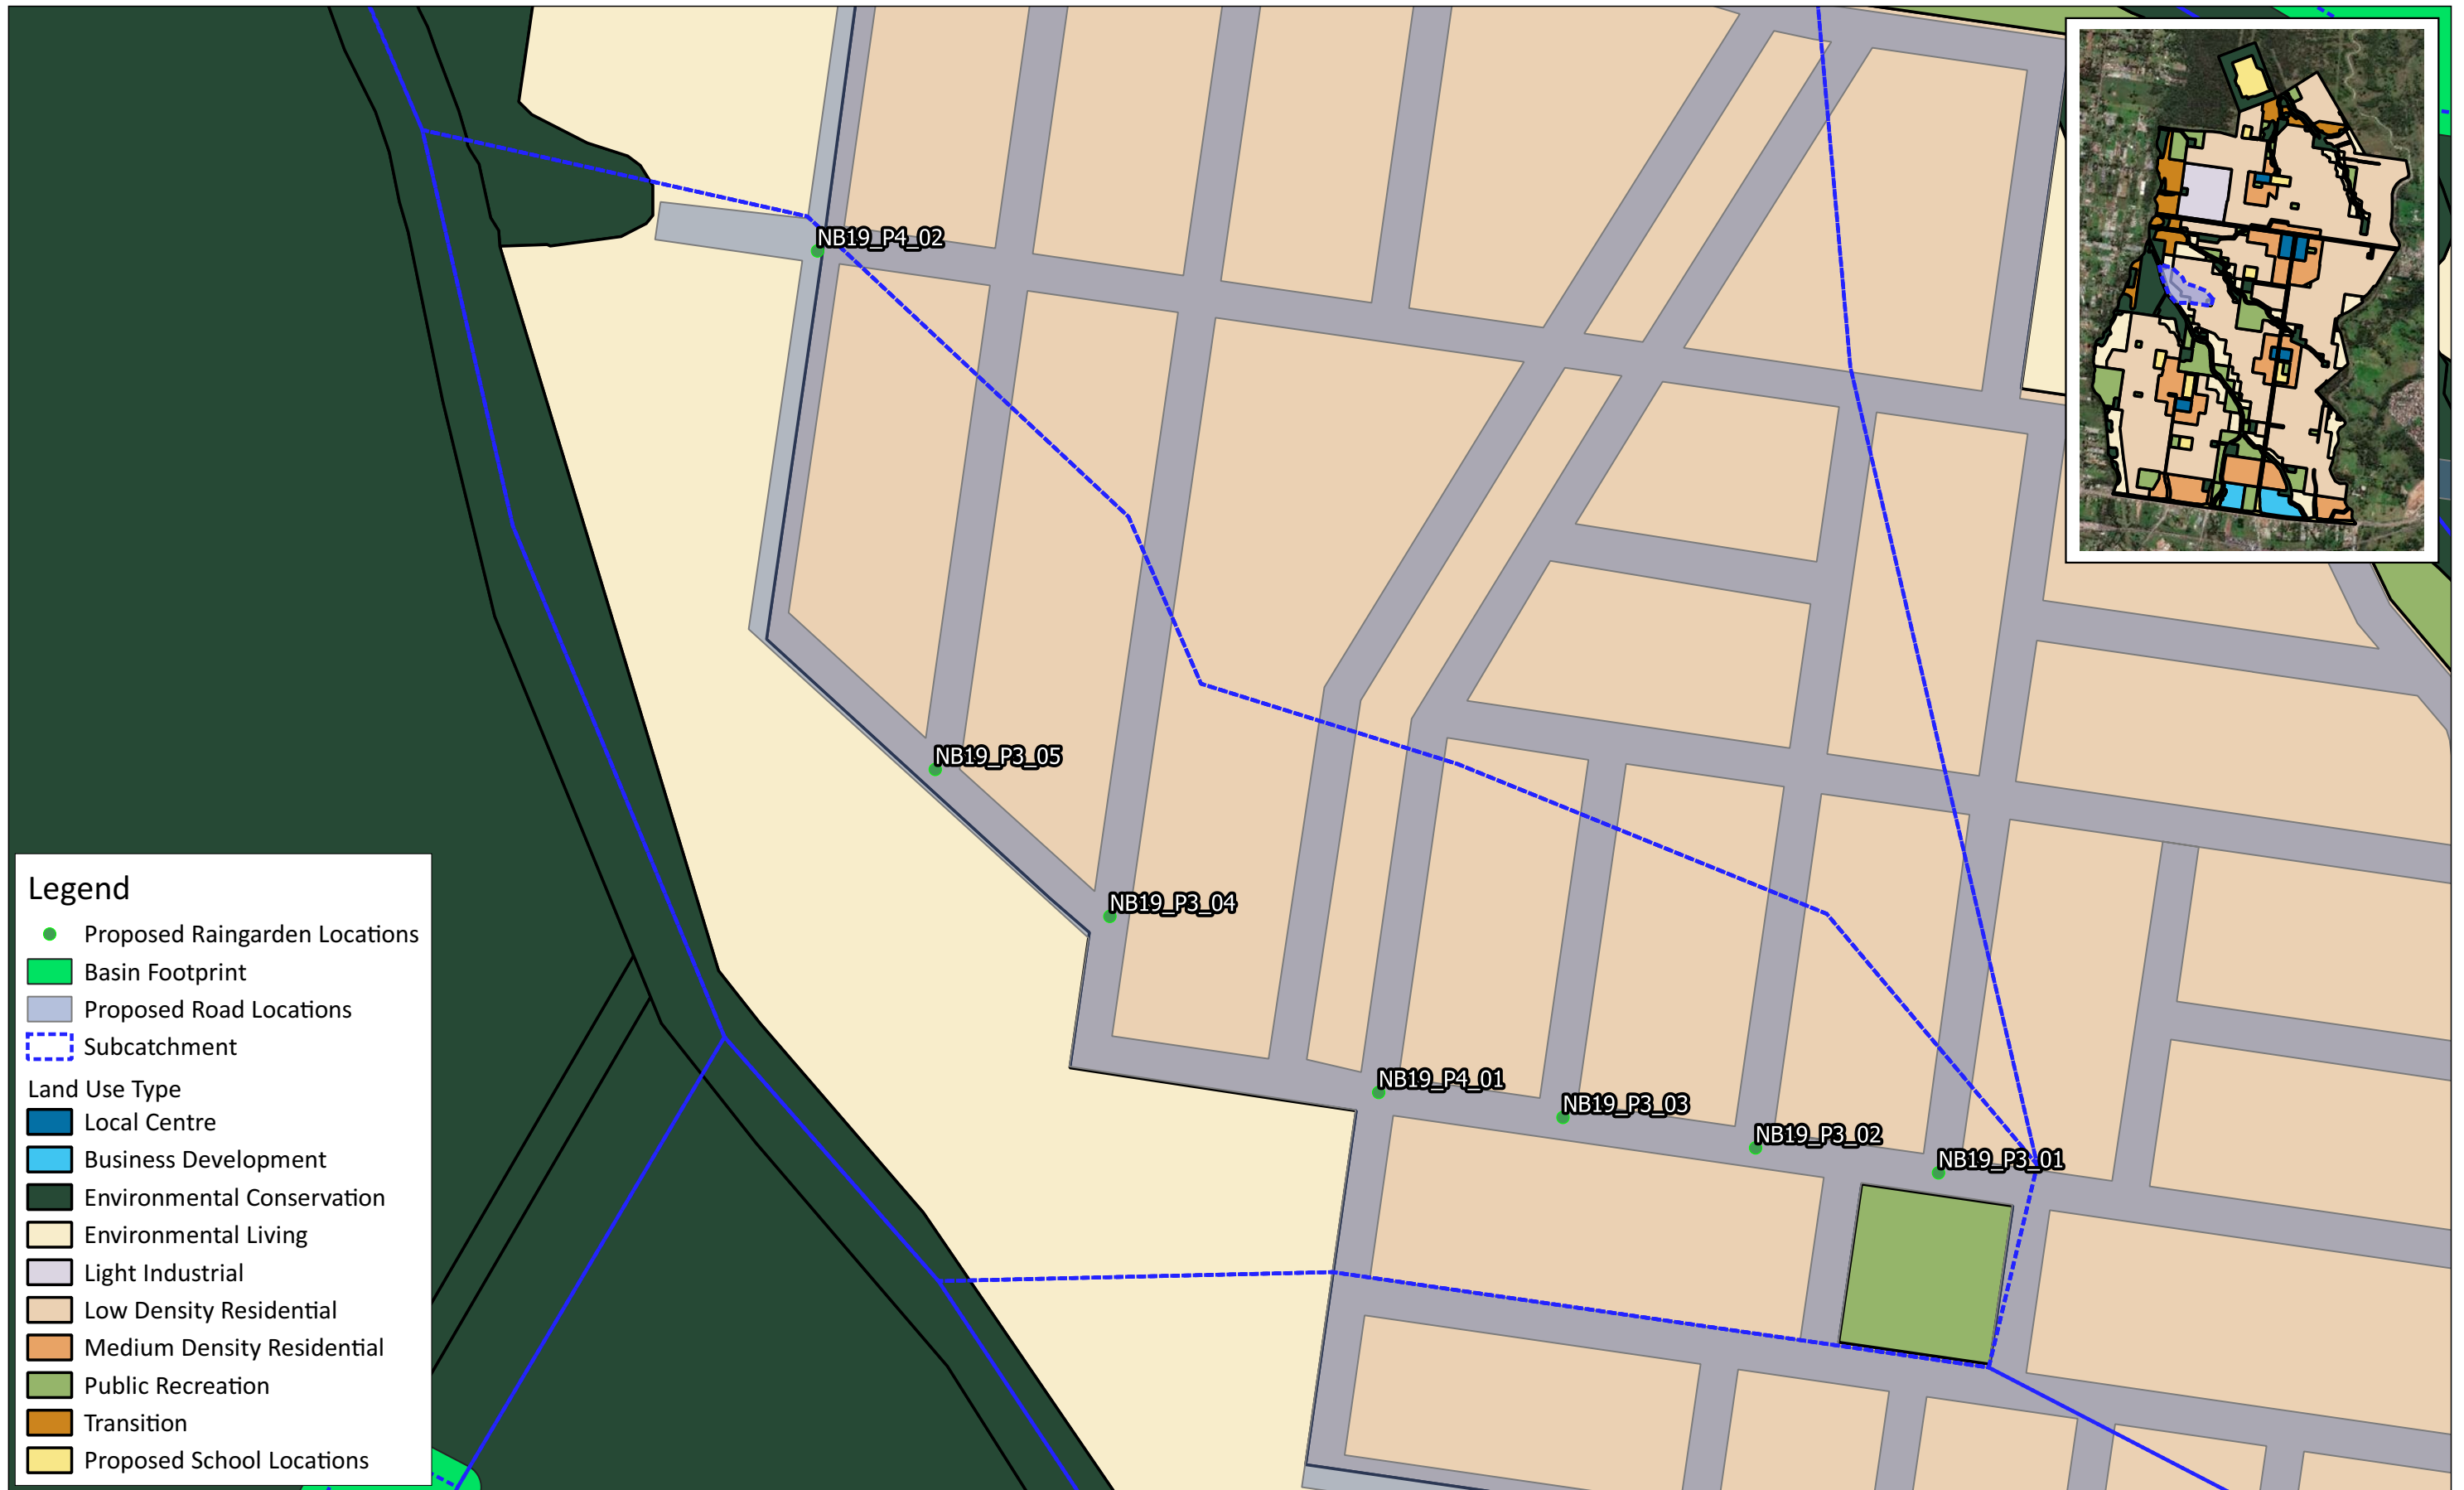 NB19_P4_02
NB19_P3_05
NB19_P3_04
NB19_P4_01
NB19_P3_03
NB19_P3_02
NB19_P3_01
Legend
Proposed Raingarden Locations
Basin Footprint
Proposed Road Locations
Subcatchment
Land Use Type
Local Centre
Business Development
Environmental Conservation
Environmental Living
Light Industrial
Low Density Residential
Medium Density Residential
Public Recreation
Transition
Proposed School Locations